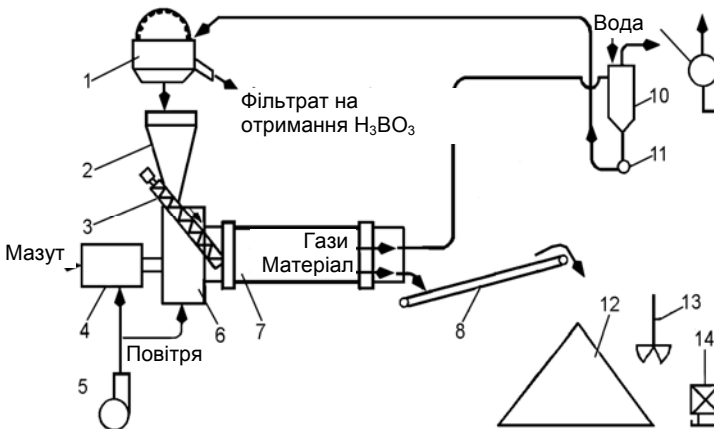 Вода
1
Фільтрат на
отримання H₃BO₃
10
11
2
3
Мазут
Гази
Матеріал
4
6
7
8
12
13
14
Повітря
5